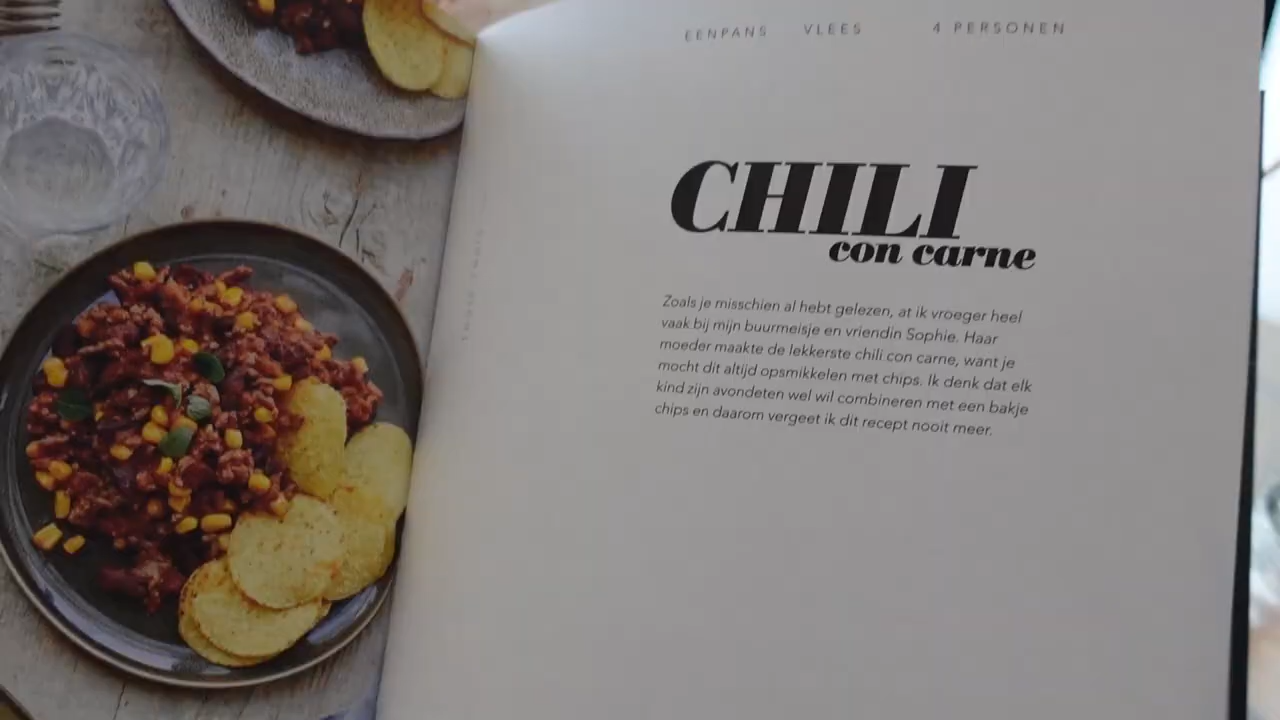 EENPANS VLEES 4 PERSONEN
CHILI
con carne
Zoals je misschien al hebt gelezen, at ik vroeger heel
vaak bij mijn buurmeisje en vriendin Sophie. Haar
moeder maakte de lekkerste chili con carne, want je
mocht dit altijd opsmikkelen met chips. Ik denk dat elk
kind zijn avondeten wel wil combineren met een bakje
chips en daarom vergeet ik dit recept nooit meer.